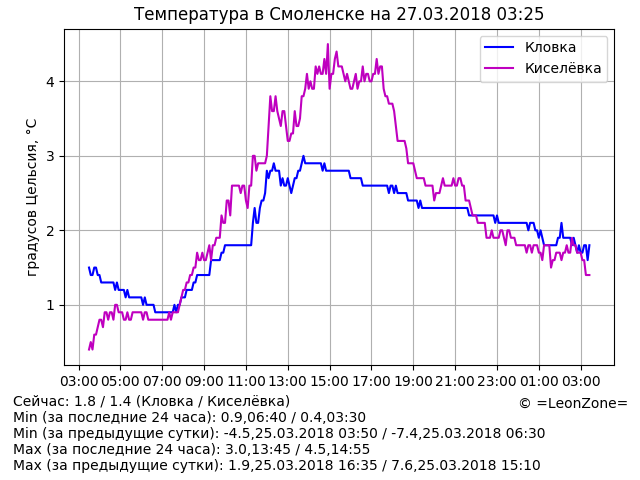 Температура в Смоленске на 27.03.2018 03:25
Кловка
Киселёвка
градусов Цельсия, °C
4
3
2
1
03:00 05:00 07:00 09:00 11:00 13:00 15:00 17:00 19:00 21:00 23:00 01:00 03:00
Сейчас: 1.8 / 1.4 (Кловка / Киселёвка)
© =LeonZone=
Min (за последние 24 часа): 0.9,06:40 / 0.4,03:30
Min (за предыдущие сутки): -4.5,25.03.2018 03:50 / -7.4,25.03.2018 06:30
Max (за последние 24 часа): 3.0,13:45 / 4.5,14:55
Max (за предыдущие сутки): 1.9,25.03.2018 16:35 / 7.6,25.03.2018 15:10